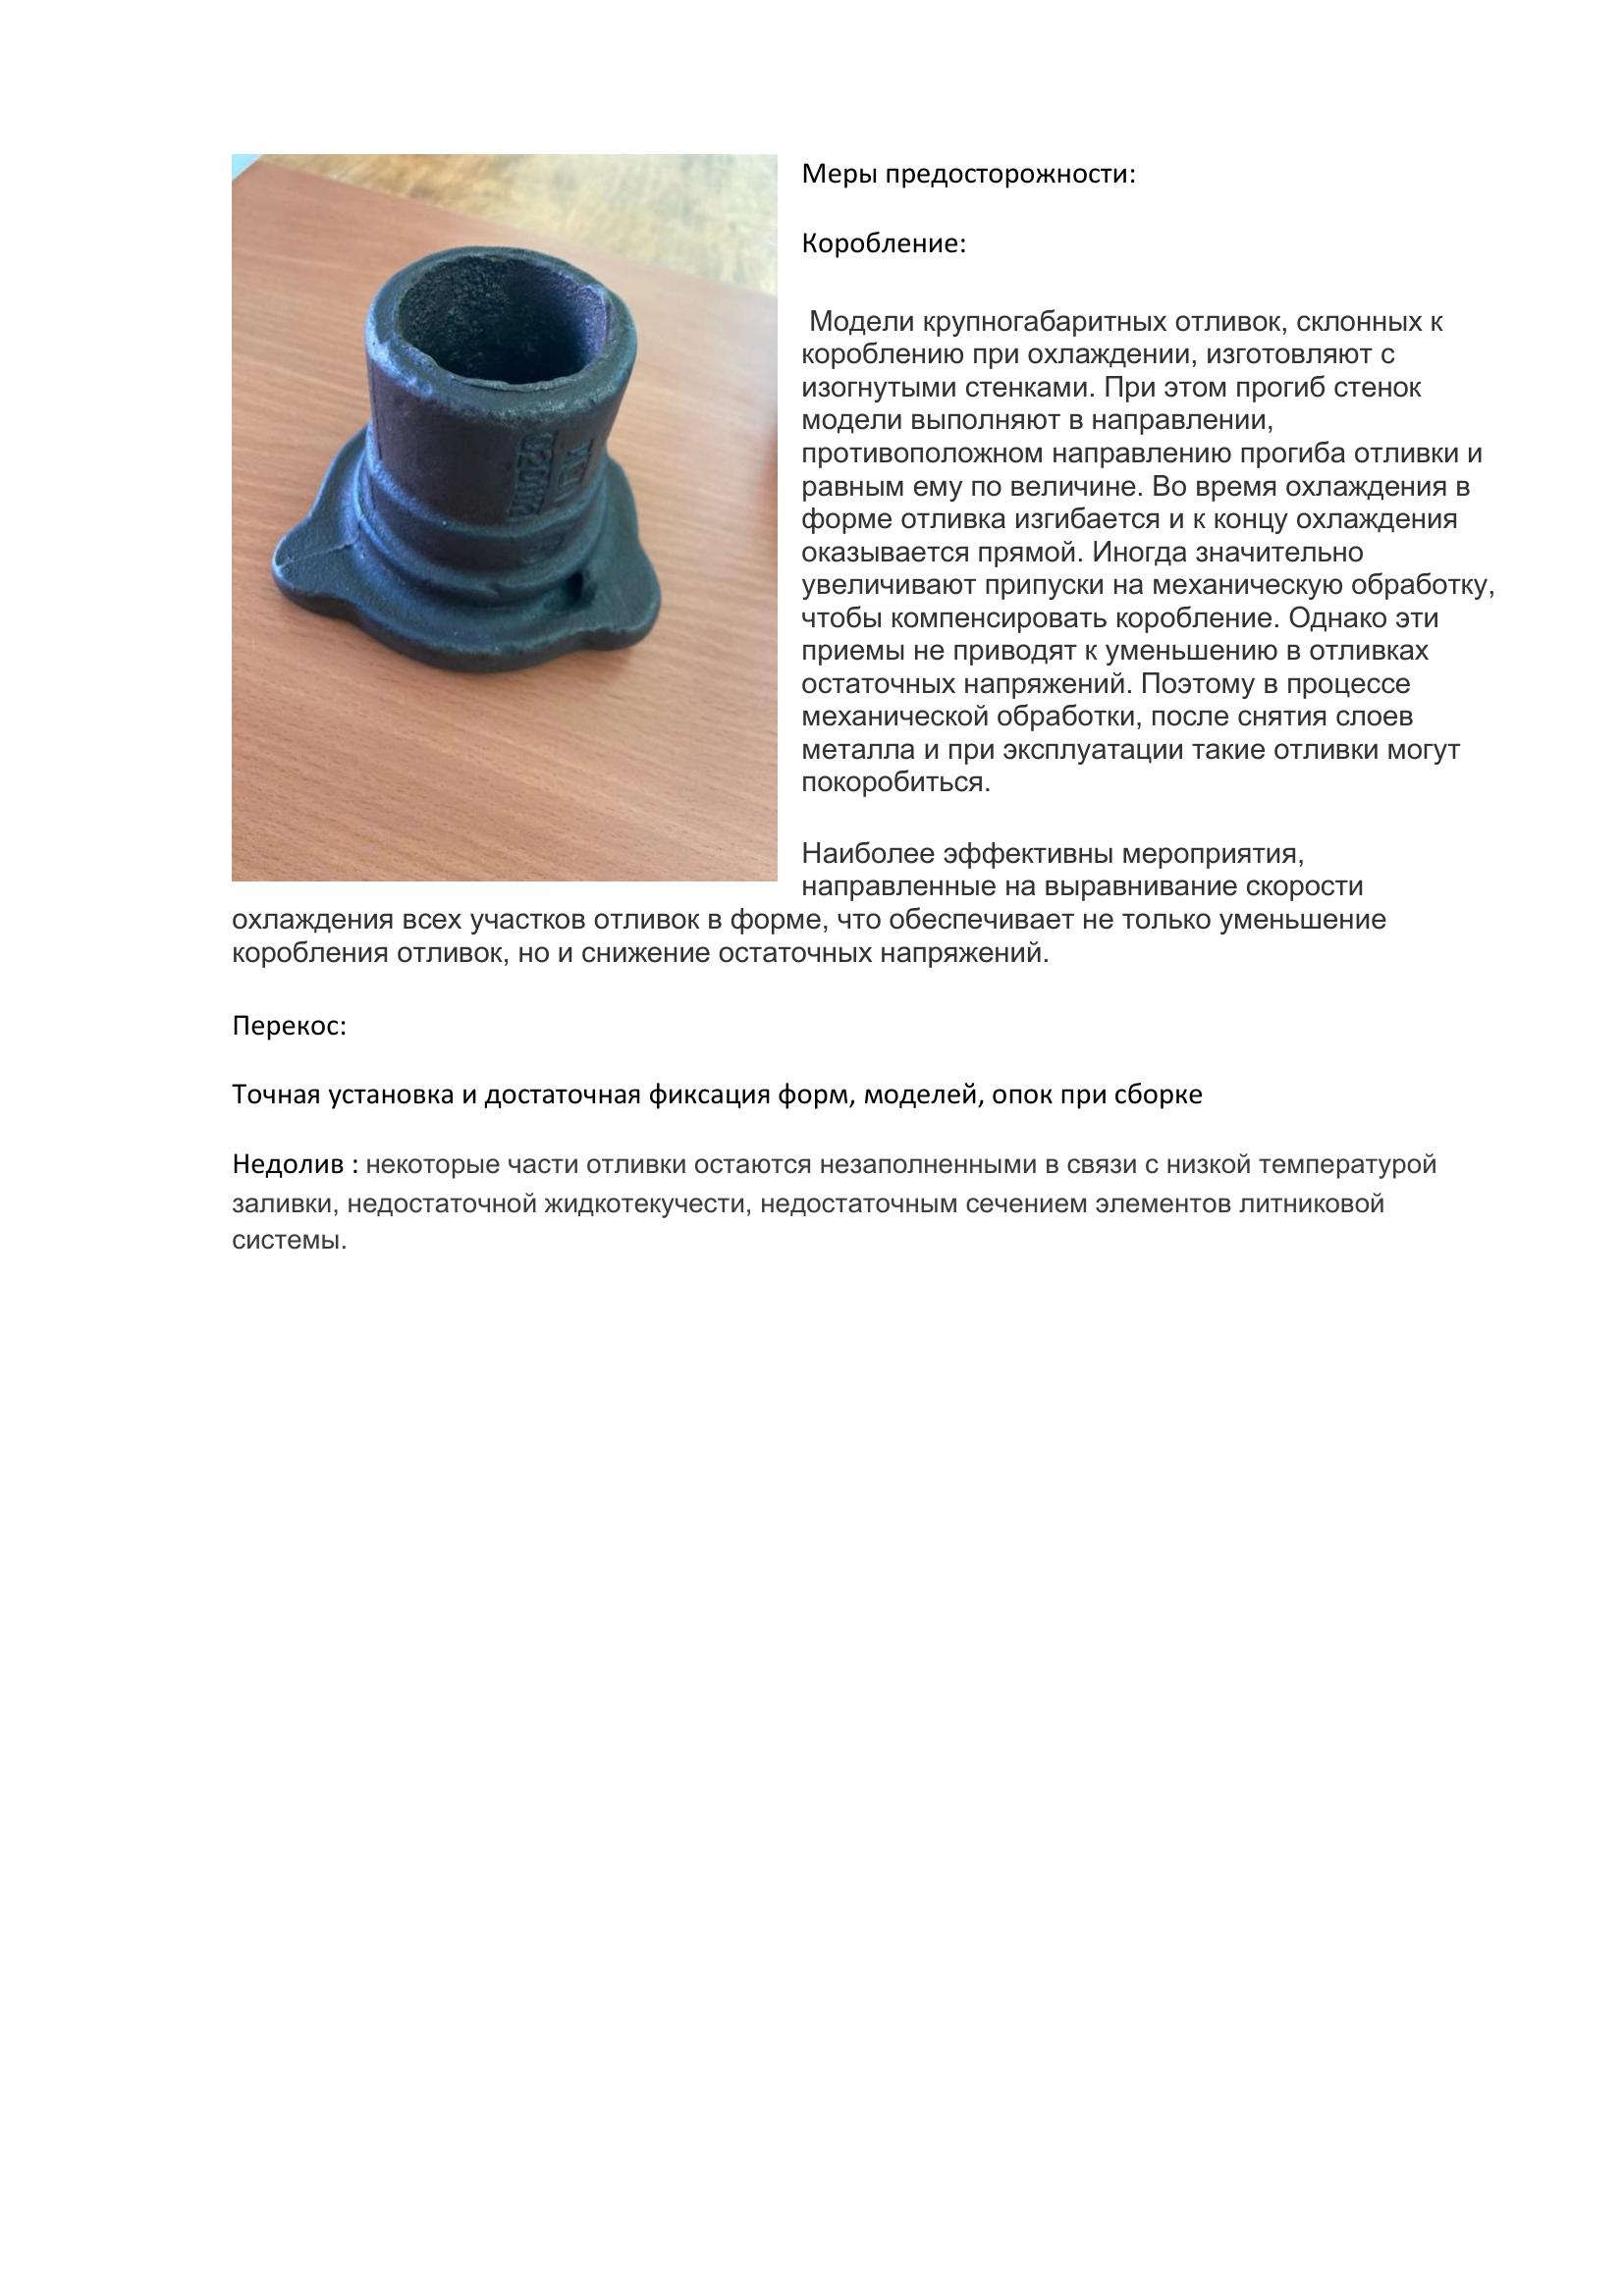 Меры предосторожности:
Коробление:
Модели крупногабаритных отливок, склонных к
короблению при охлаждении, изготовляют с
изогнутыми стенками. При этом прогиб стенок
модели выполняют в направлении,
противоположном направлению прогиба отливки и
равным ему по величине. Во время охлаждения в
форме отливка изгибается и к концу охлаждения
оказывается прямой. Иногда значительно
увеличивают припуски на механическую обработку,
чтобы компенсировать коробление. Однако эти
приемы не приводят к уменьшению в отливках
остаточных напряжений. Поэтому в процессе
механической обработки, после снятия слоев
металла и при эксплуатации такие отливки могут
покоробиться.
Наиболее эффективны мероприятия,
направленные на выравнивание скорости
охлаждения всех участков отливок в форме, что обеспечивает не только уменьшение
коробления отливок, но и снижение остаточных напряжений.
Перекос:
Точная установка и достаточная фиксация форм, моделей, опок при сборке
Недолив : некоторые части отливки остаются незаполненными в связи с низкой температурой
заливки, недостаточной жидкотекучести, недостаточным сечением элементов литниковой
системы.